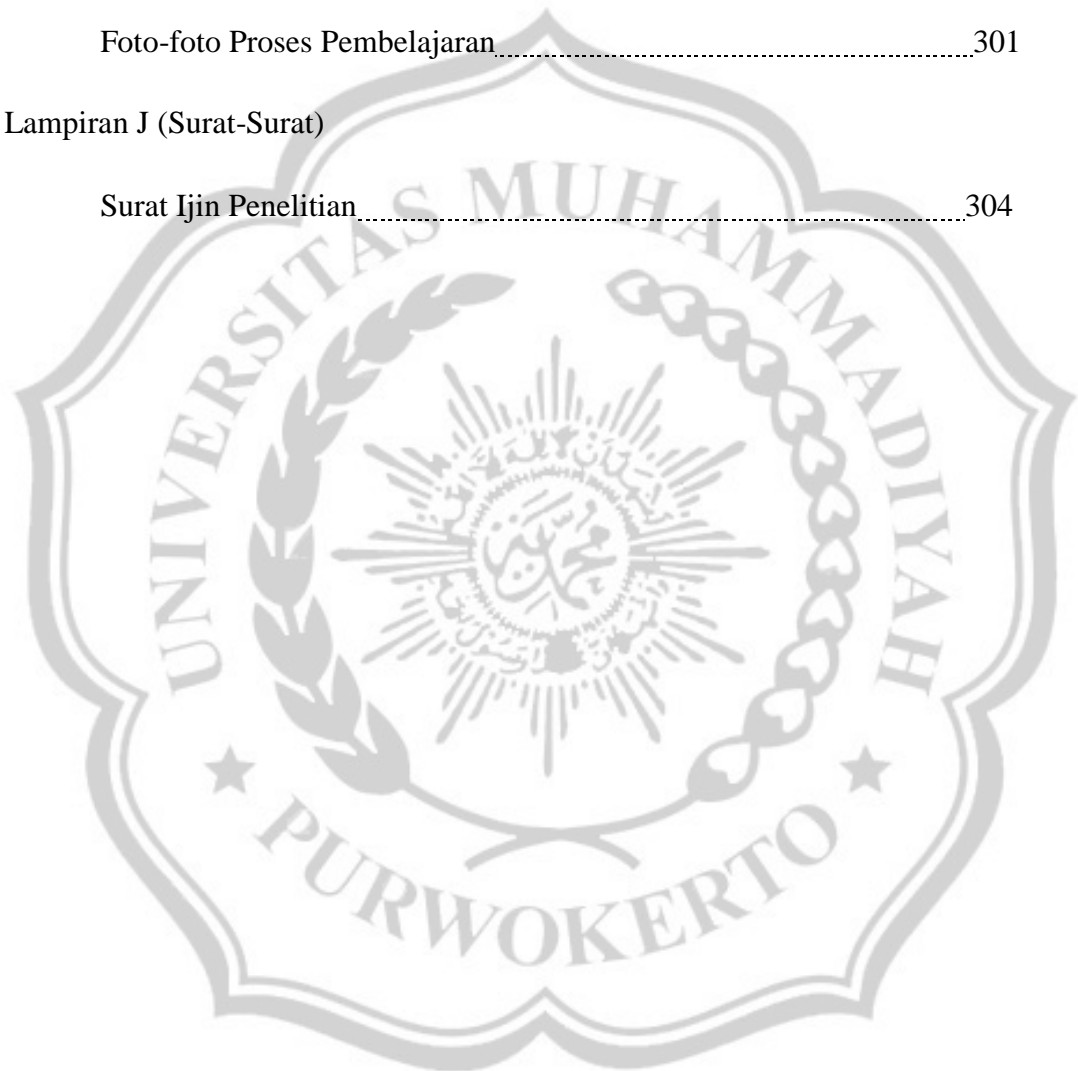 Foto-foto Proses Pembelajaran 301
Lampiran J (Surat-Surat)
Surat Ijin Penelitian 304
UNIVERSITAS MUHAMMADIYAH
PURWOKERTO